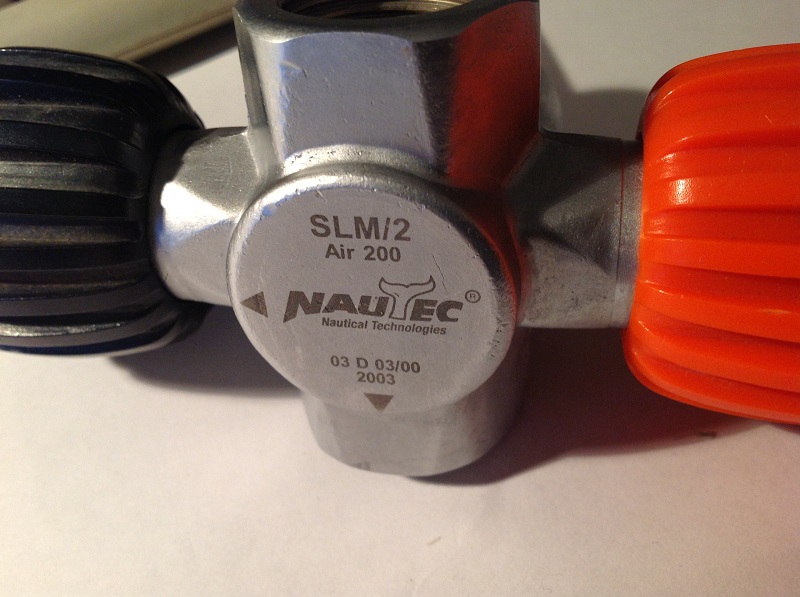 SLM/2
Air 200
NAUTEC ®
Nautical Technologies
03 D 03/00
2003